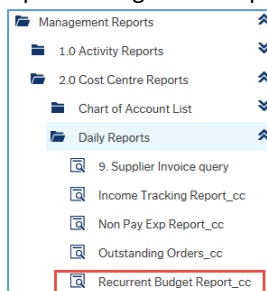 Management Reports
1.0 Activity Reports
2.0 Cost Centre Reports
Chart of Account List
Daily Reports
9. Supplier Invoice query
Income Tracking Report_cc
Non Pay Exp Report_cc
Outstanding Orders_cc
Recurrent Budget Report_cc